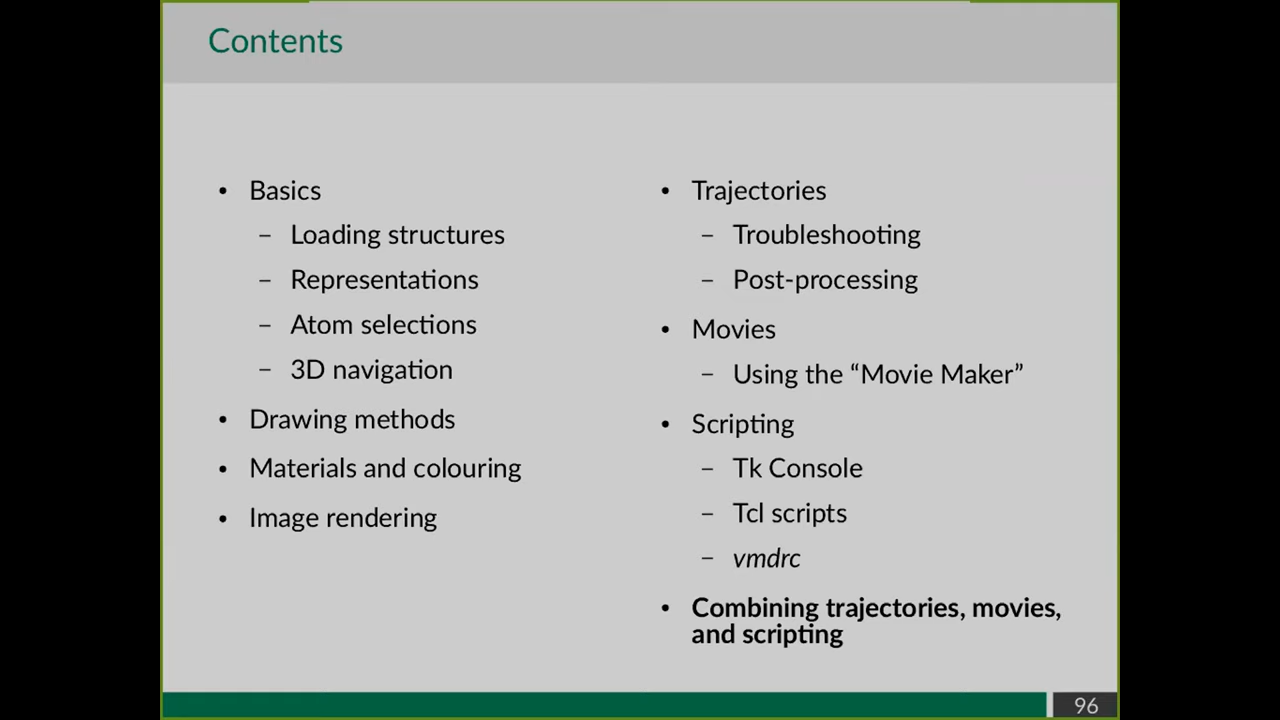 Contents
• Basics
– Loading structures
– Representations
– Atom selections
– 3D navigation
• Drawing methods
• Materials and colouring
• Image rendering
• Trajectories
– Troubleshooting
– Post-processing
• Movies
– Using the “Movie Maker”
• Scripting
– Tk Console
– Tcl scripts
– vmdrc
• Combining trajectories, movies,
and scripting
96